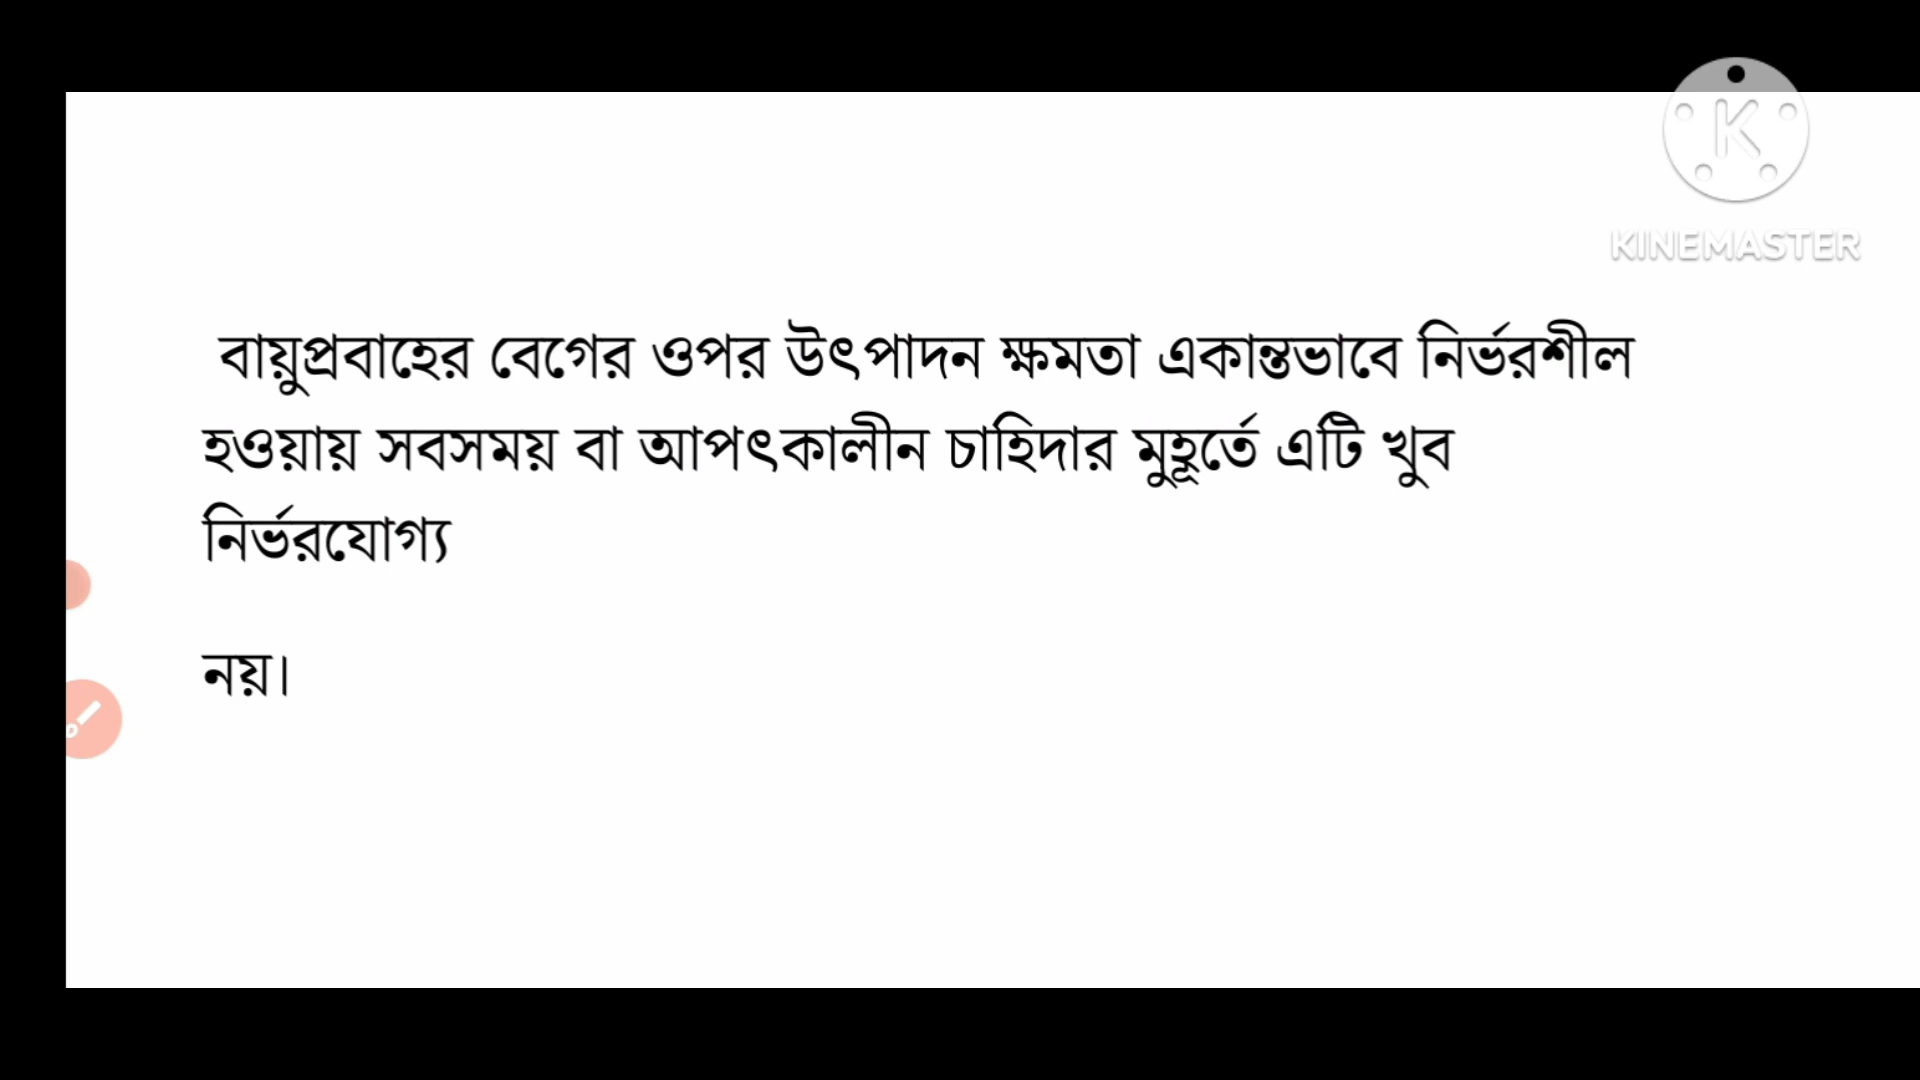 KINEMASTER
বায়ুপ্রবাহের বেগের ওপর উৎপাদন ক্ষমতা একান্তভাবে নির্ভরশীল
হওয়ায় সবসময় বা আপৎকালীন চাহিদার মুহূর্তে এটি খুব
নির্ভরযোগ্য
নয়।